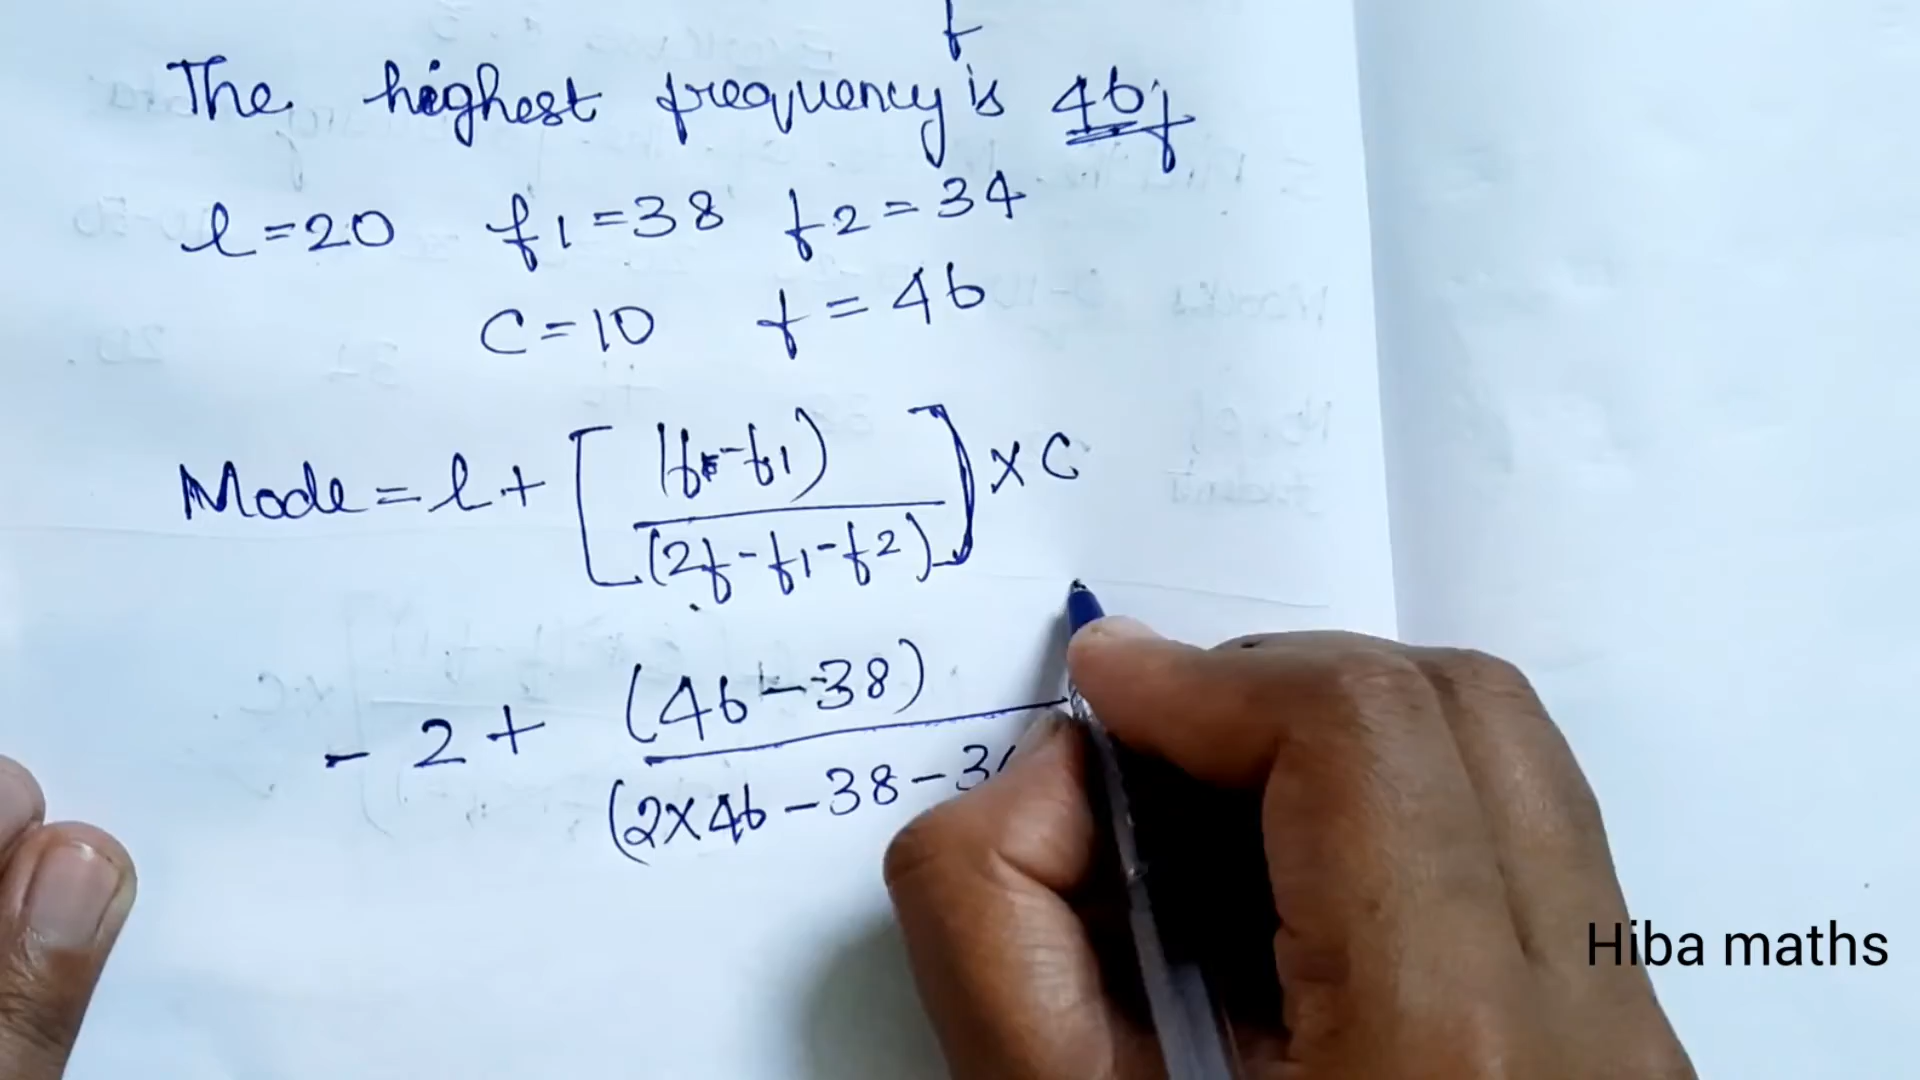 f
The highest frequency is 46;
l=20 f1=38 f2=34
C=10 f=46
Mode=l+[(f-f1)/(2f-f1-f2)]×C
- 2+(46-38)/(2×46-38-3
Hiba maths